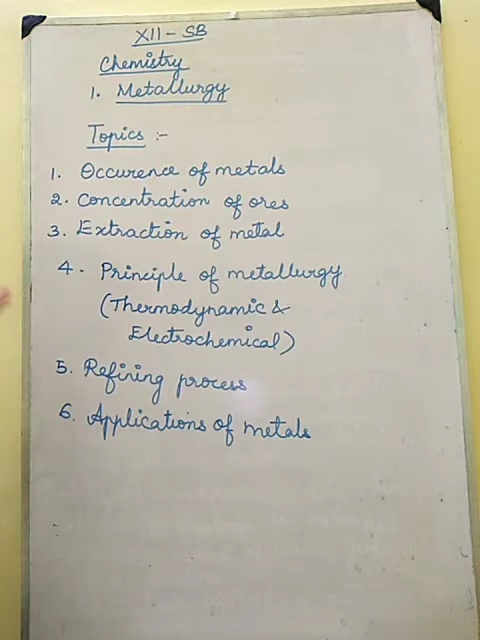 XII - SB
Chemistry
1. Metallurgy
Topics :-
1. Occurence of metals
2. Concentration of ores
3. Extraction of metal
4. Principle of metallurgy
(Thermodynamic &
Electrochemical)
5. Refining process
6. Applications of metals